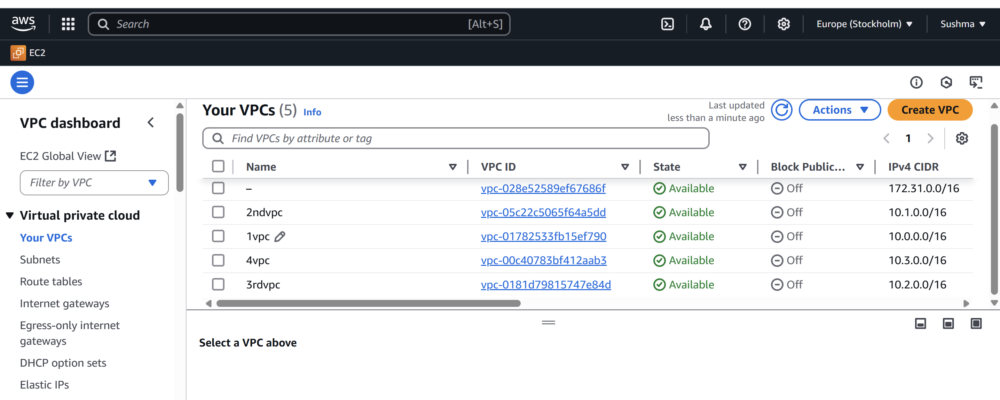 aws
Search [Alt+S]
Europe (Stockholm)
Sushma
EC2
VPC dashboard
EC2 Global View
Filter by VPC
Virtual private cloud
Your VPCs
Subnets
Route tables
Internet gateways
Egress-only internet
gateways
DHCP option sets
Elastic IPs
Your VPCs (5) Info
Last updated
less than a minute ago
Actions
Create VPC
Find VPCs by attribute or tag
1
Name VPC ID State Block Public... IPv4 CIDR
– vpc-028e52589ef67686f Available Off 172.31.0.0/16
2ndvpc vpc-05c22c5065f64a5dd Available Off 10.1.0.0/16
1vpc vpc-01782533fb15ef790 Available Off 10.0.0.0/16
4vpc vpc-00c40783bf412aab3 Available Off 10.3.0.0/16
3rdvpc vpc-0181d79815747e84d Available Off 10.2.0.0/16
Select a VPC above